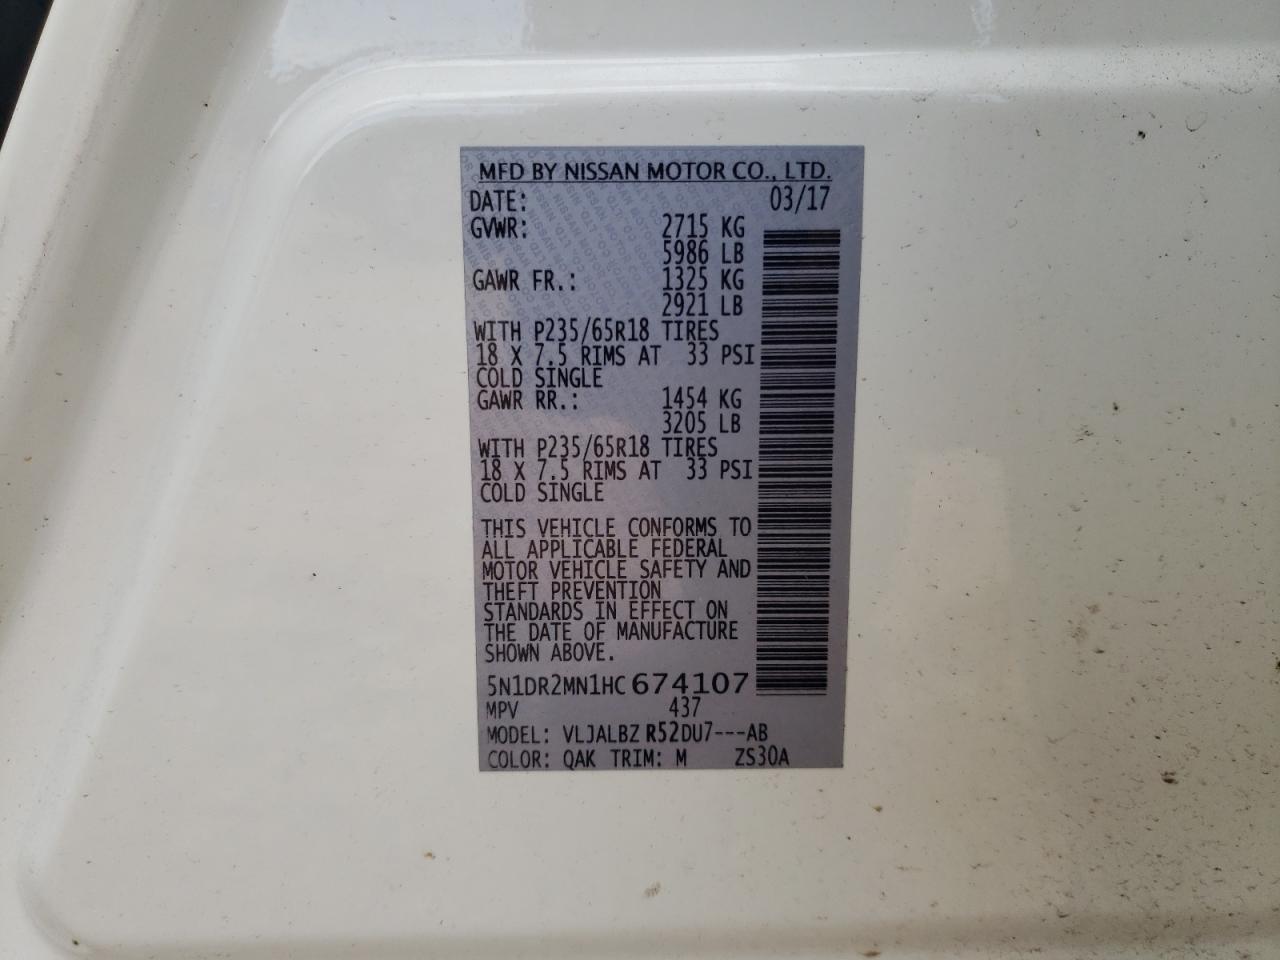 MFD BY NISSAN MOTOR CO., LTD.
DATE: 03/17
GVWR: 2715 KG
5986 LB
GAWR FR.: 1325 KG
2921 LB
WITH P235/65R18 TIRES
18 X 7.5 RIMS AT 33 PSI
COLD SINGLE
GAWR RR.: 1454 KG
3205 LB
WITH P235/65R18 TIRES
18 X 7.5 RIMS AT 33 PSI
COLD SINGLE
THIS VEHICLE CONFORMS TO
ALL APPLICABLE FEDERAL
MOTOR VEHICLE SAFETY AND
THEFT PREVENTION
STANDARDS IN EFFECT ON
THE DATE OF MANUFACTURE
SHOWN ABOVE.
5N1DR2MN1HC674107
MPV 437
MODEL: VLJALBZ R52DU7---AB
COLOR: QAK TRIM: M ZS30A